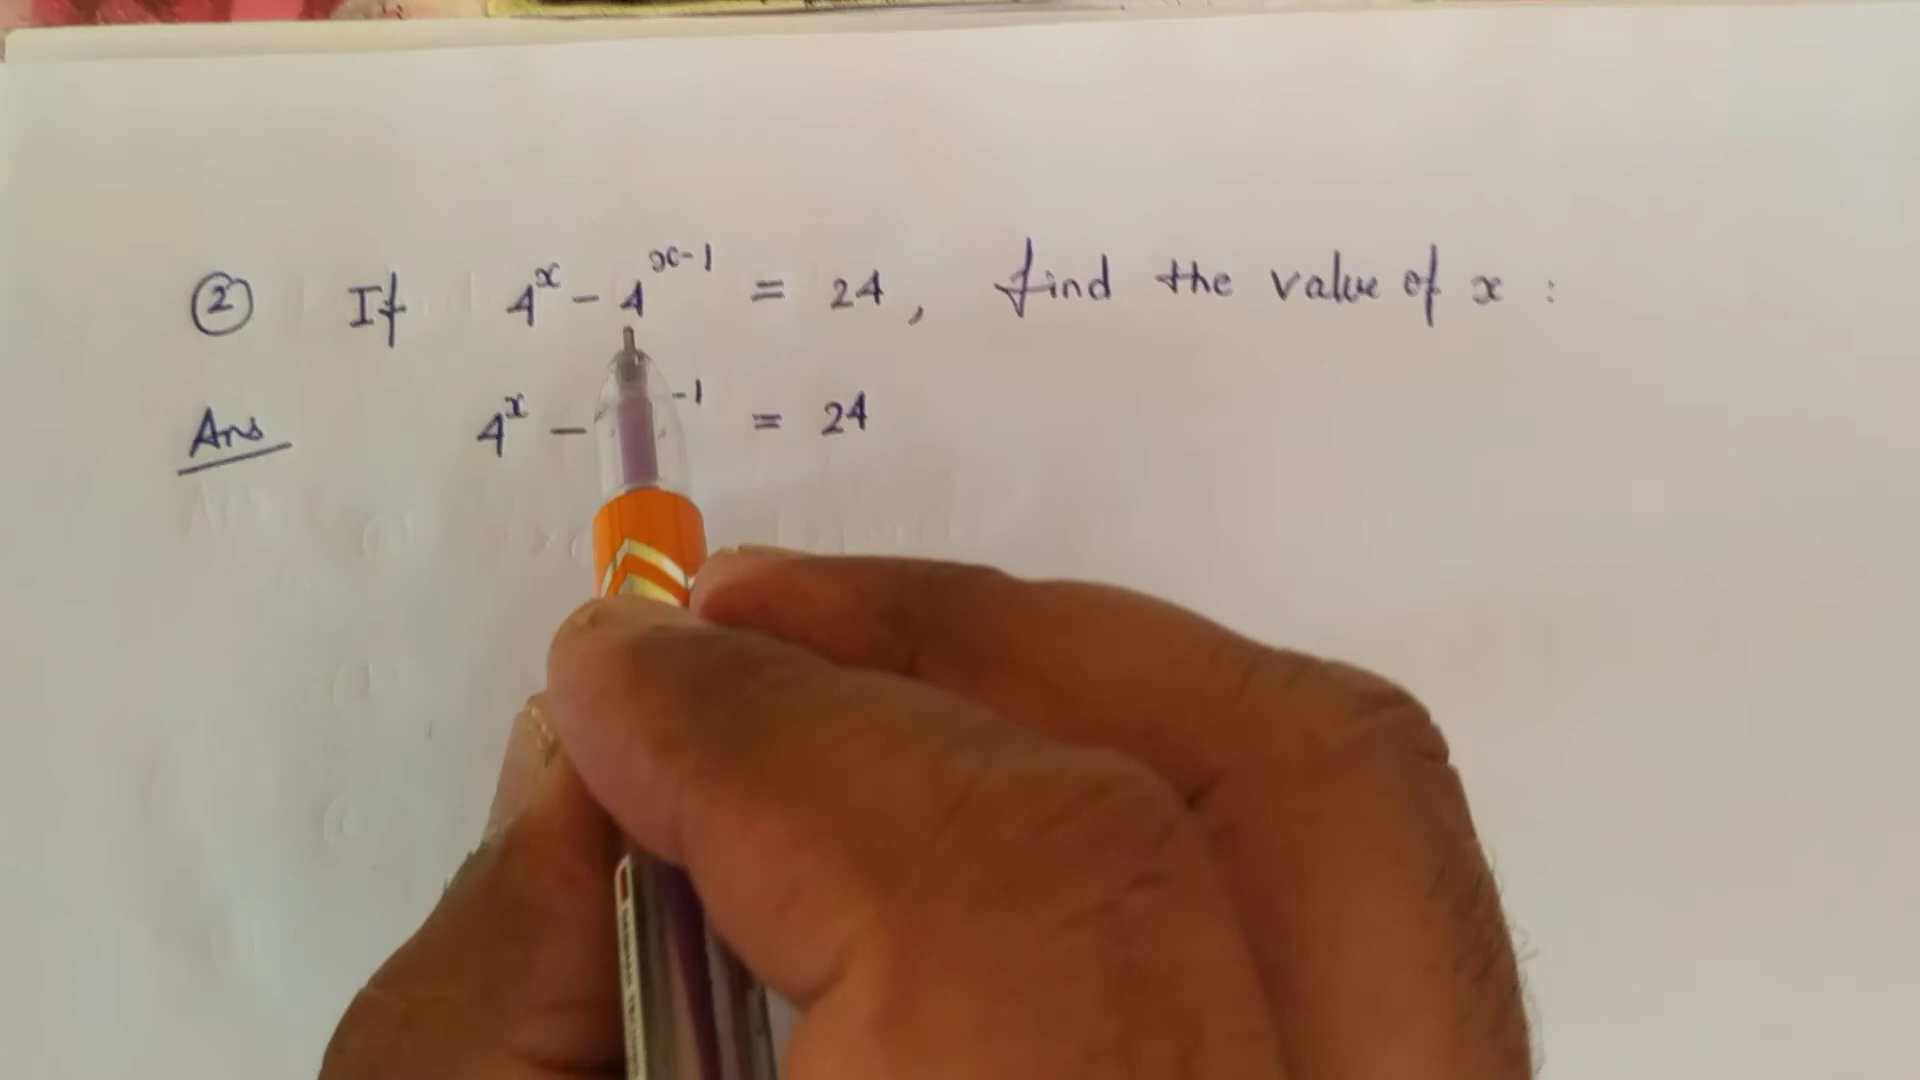 ② If 4^x - 4^(x-1) = 24, find the value of x :
Ans 4^x - -1 = 24